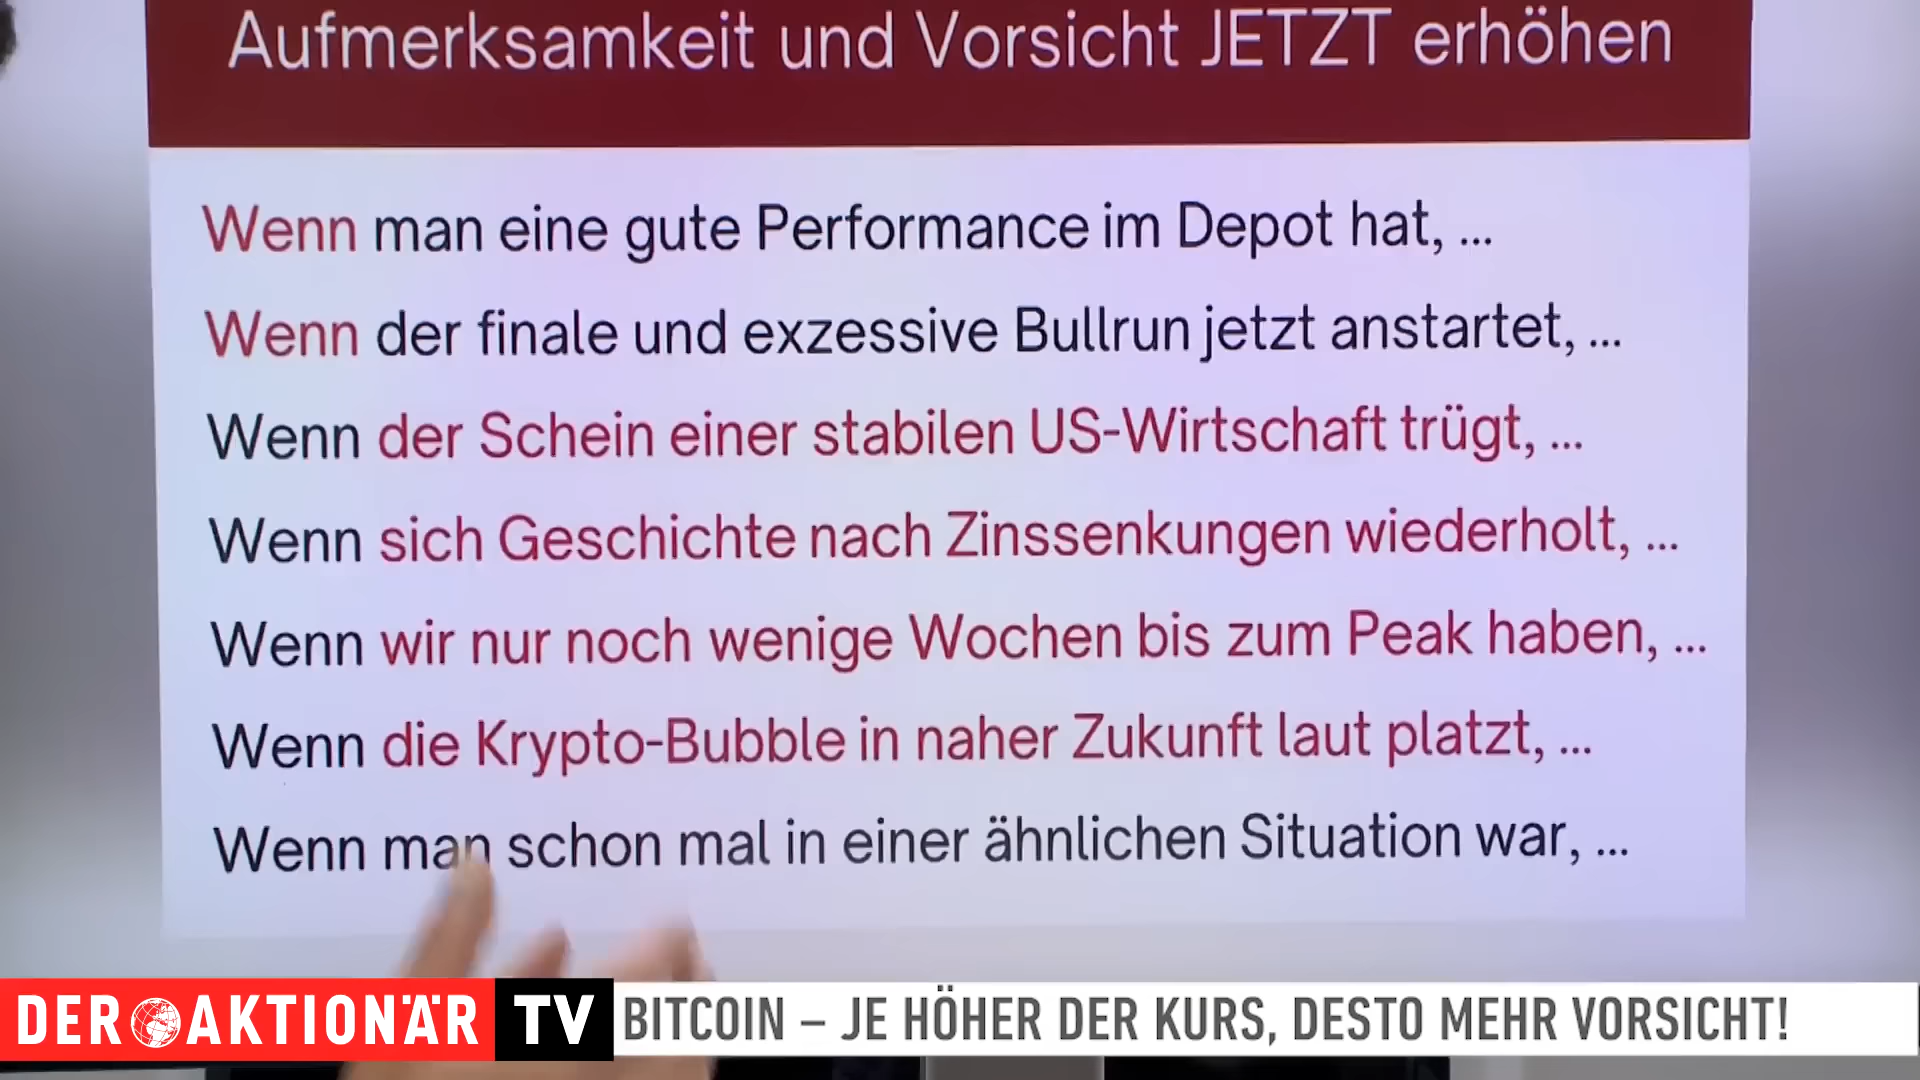 Aufmerksamkeit und Vorsicht JETZT erhöhen
Wenn man eine gute Performance im Depot hat, ...
Wenn der finale und exzessive Bullrun jetzt anstartet, ...
Wenn der Schein einer stabilen US-Wirtschaft trügt, ...
Wenn sich Geschichte nach Zinssenkungen wiederholt, ...
Wenn wir nur noch wenige Wochen bis zum Peak haben, ...
Wenn die Krypto-Bubble in naher Zukunft laut platzt, ...
Wenn man schon mal in einer ähnlichen Situation war, ...
DER AKTIONÄR TV BITCOIN – JE HÖHER DER KURS, DESTO MEHR VORSICHT!